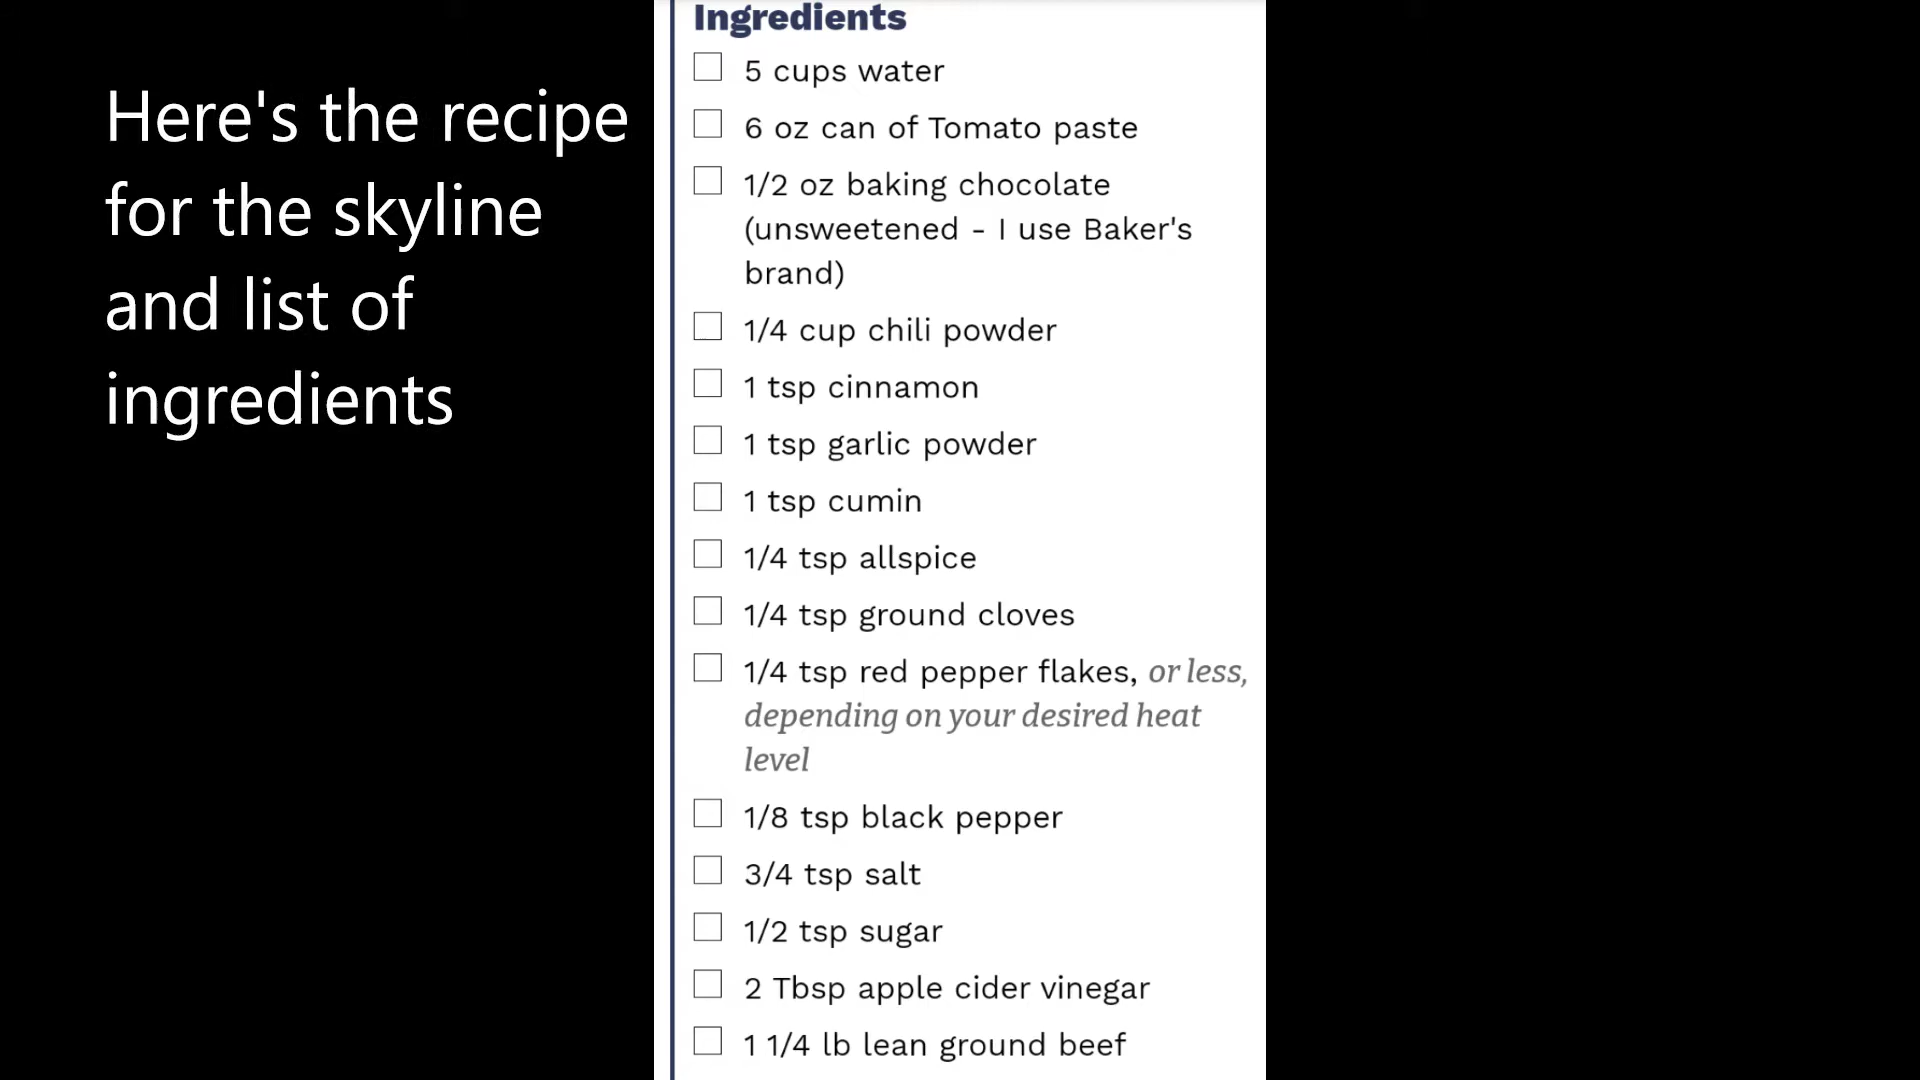 Here's the recipe
for the skyline
and list of
ingredients
Ingredients
5 cups water
6 oz can of Tomato paste
1/2 oz baking chocolate
(unsweetened - I use Baker's
brand)
1/4 cup chili powder
1 tsp cinnamon
1 tsp garlic powder
1 tsp cumin
1/4 tsp allspice
1/4 tsp ground cloves
1/4 tsp red pepper flakes, or less,
depending on your desired heat
level
1/8 tsp black pepper
3/4 tsp salt
1/2 tsp sugar
2 Tbsp apple cider vinegar
1 1/4 lb lean ground beef